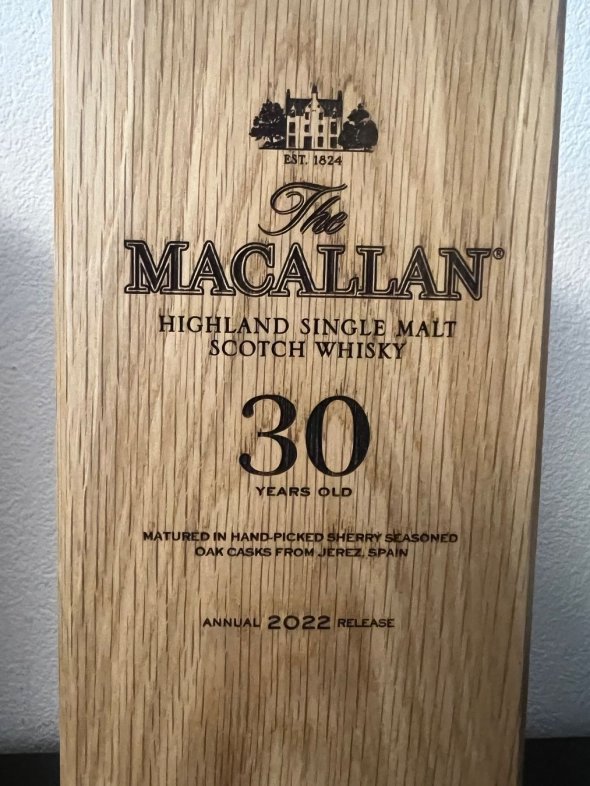 EST. 1824
The
MACALLAN®
HIGHLAND SINGLE MALT
SCOTCH WHISKY
30
YEARS OLD
MATURED IN HAND-PICKED SHERRY SEASONED
OAK CASKS FROM JEREZ, SPAIN
ANNUAL 2022 RELEASE